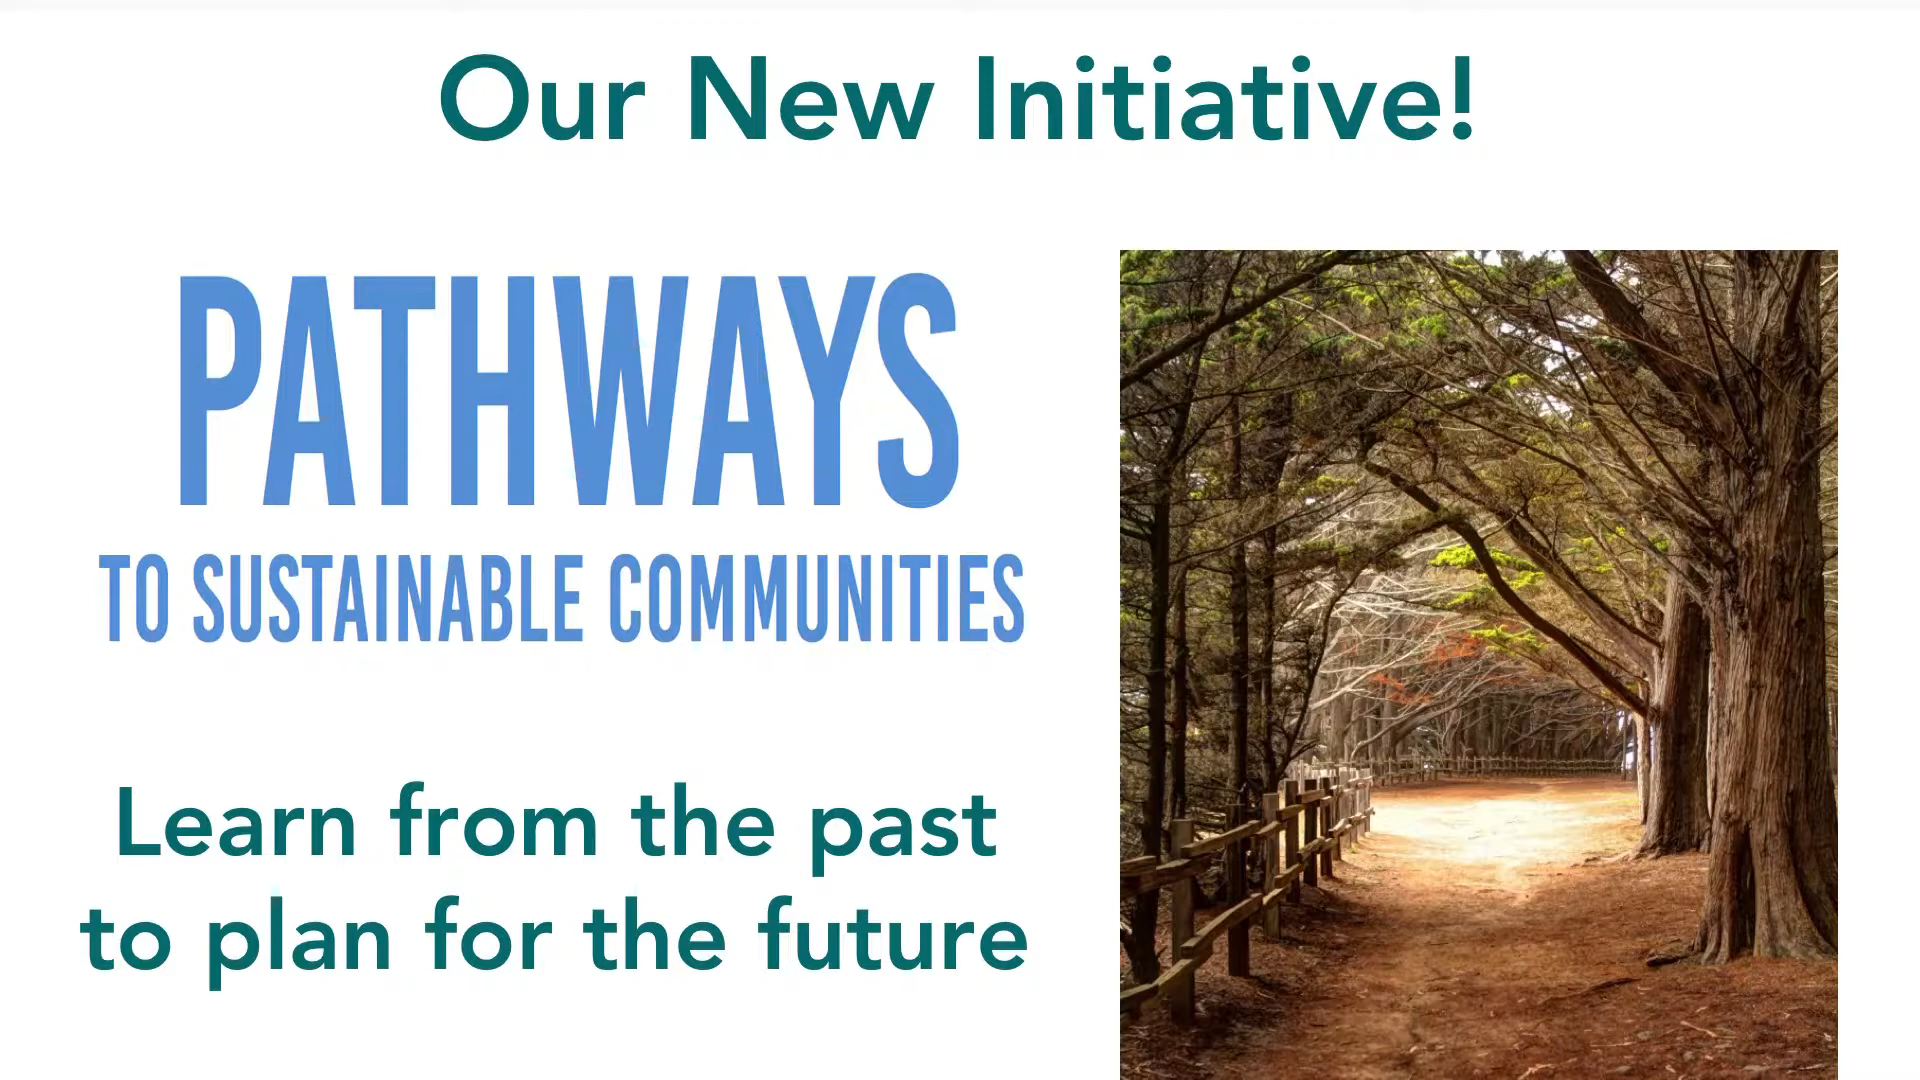 Our New Initiative!
PATHWAYS
TO SUSTAINABLE COMMUNITIES
Learn from the past
to plan for the future